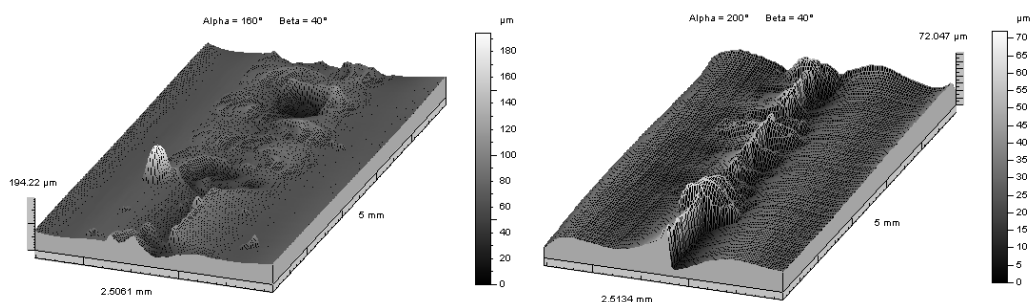 Alpha = 160° Beta = 40°
µm
180
160
140
120
100
80
60
40
20
0
194.22 µm
5 mm
2.5061 mm
Alpha = 200° Beta = 40°
72.047 µm
µm
70
65
60
55
50
45
40
35
30
25
20
15
10
5
0
5 mm
2.5134 mm